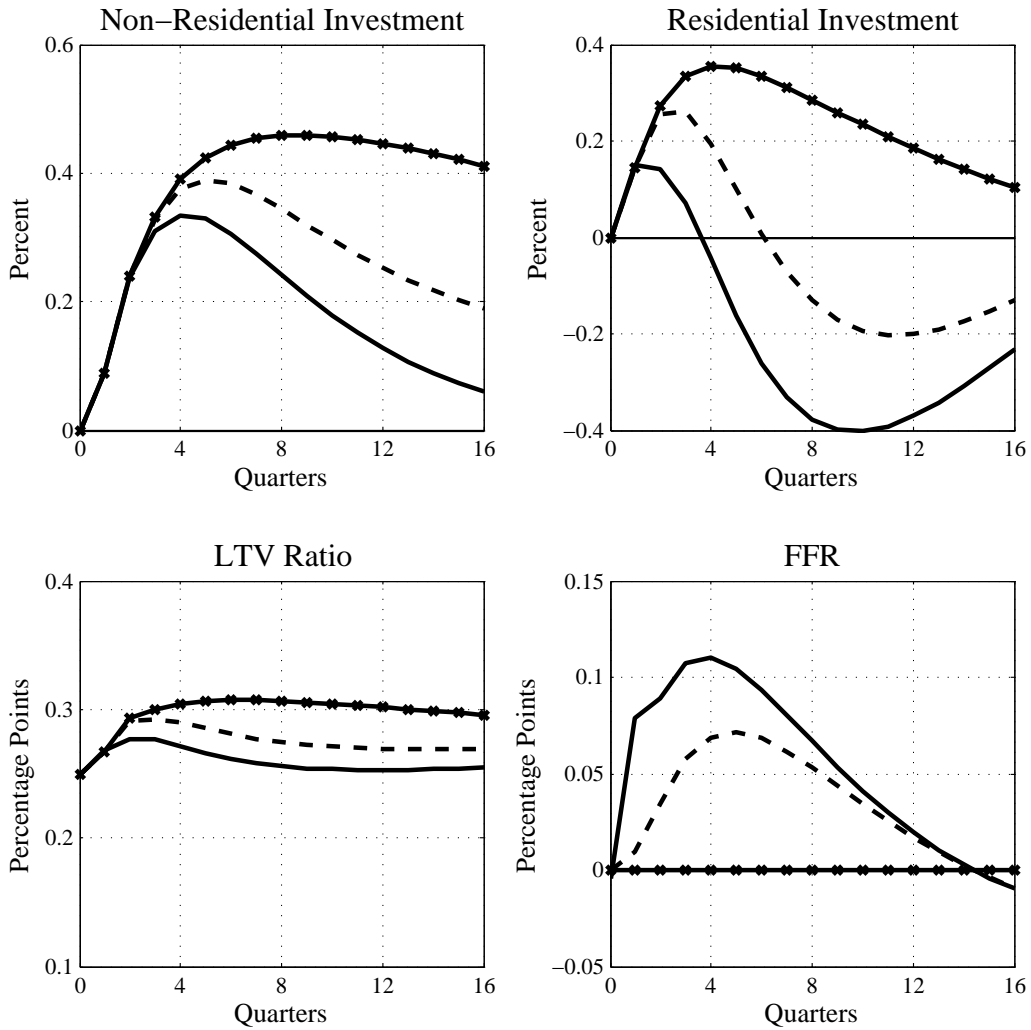 Non−Residential Investment
0.6
0.4
0.2
0
Percent
0 4 8 12 16
Quarters
Residential Investment
0.4
0.2
0
−0.2
−0.4
Percent
0 4 8 12 16
Quarters
LTV Ratio
0.4
0.3
0.2
0.1
Percentage Points
0 4 8 12 16
Quarters
FFR
0.15
0.1
0.05
0
−0.05
Percentage Points
0 4 8 12 16
Quarters